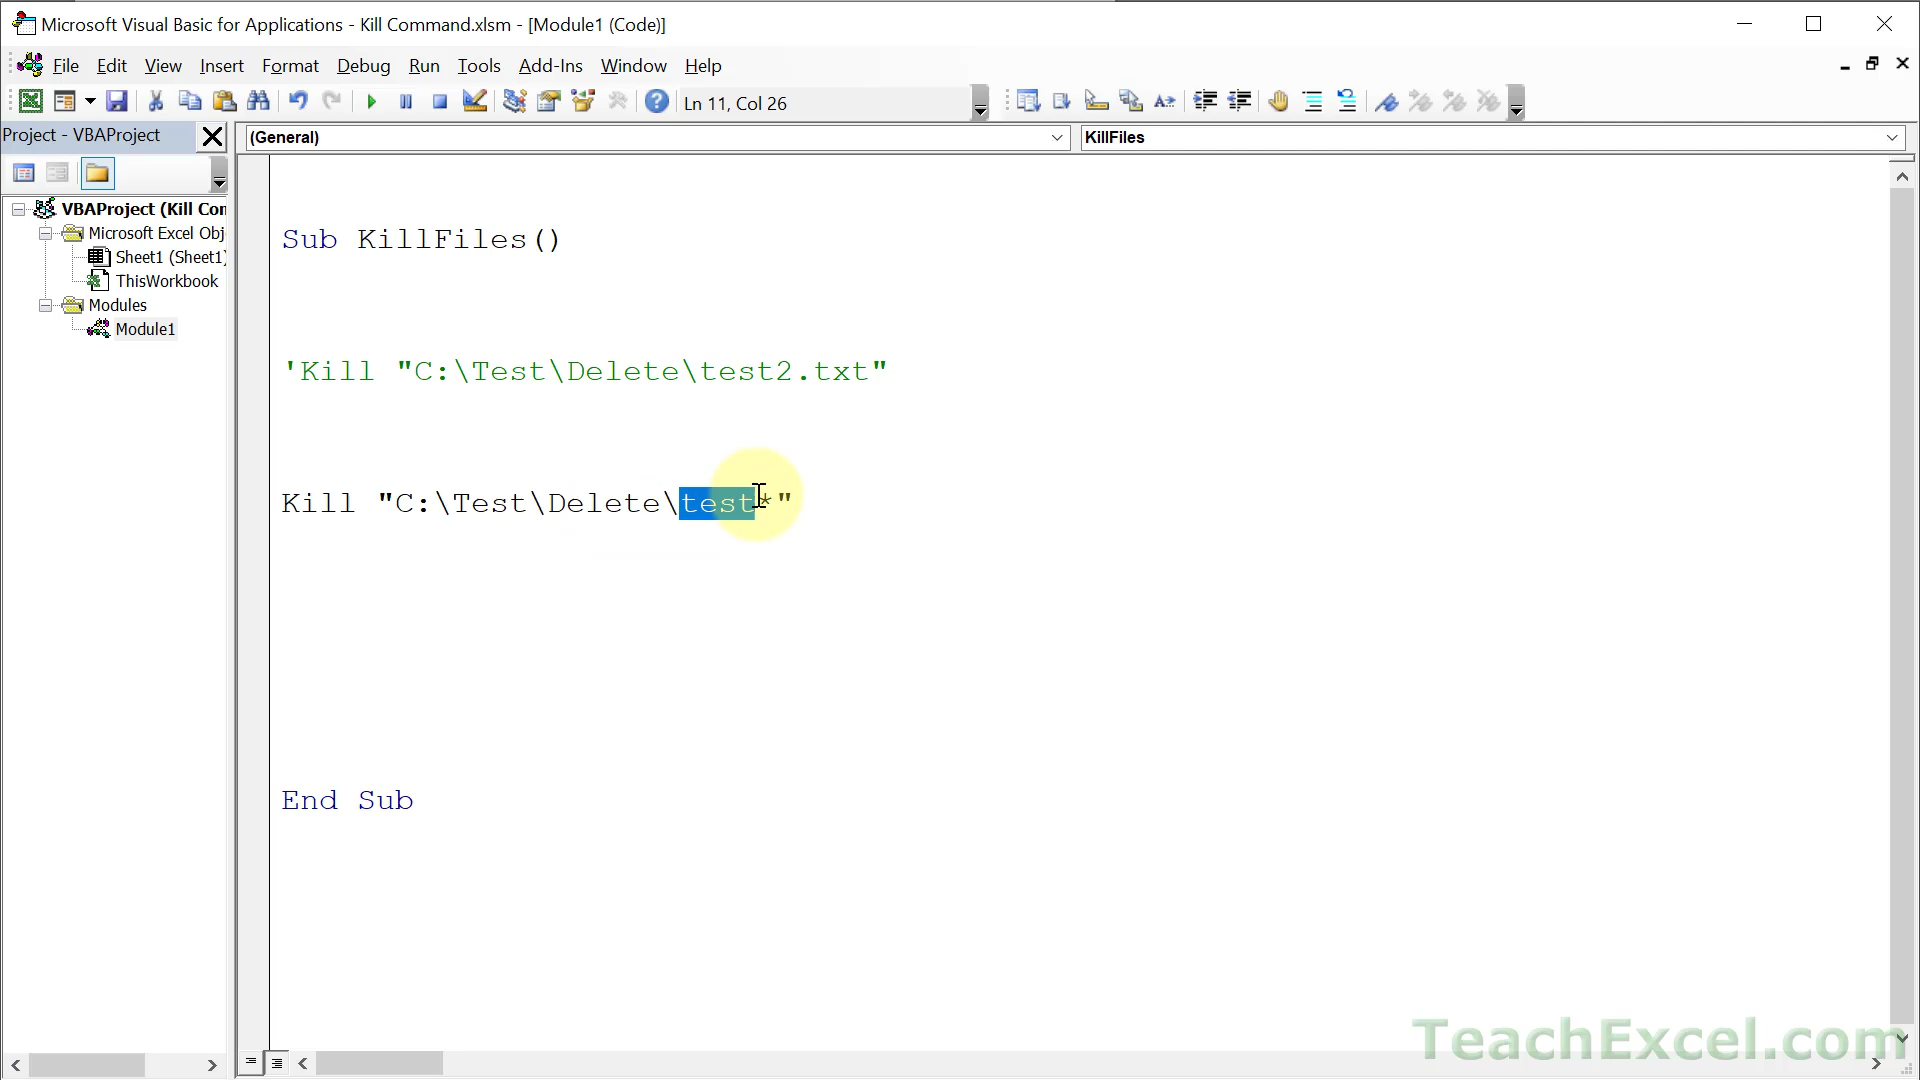 Microsoft Visual Basic for Applications - Kill Command.xlsm - [Module1 (Code)]
File Edit View Insert Format Debug Run Tools Add-Ins Window Help
Ln 11, Col 26
Project - VBAProject
(General)
KillFiles
VBAProject (Kill Con
Microsoft Excel Obj
Sheet1 (Sheet1)
ThisWorkbook
Modules
Module1
Sub KillFiles()
'Kill "C:\Test\Delete\test2.txt"
Kill "C:\Test\Delete\test*"
End Sub
TeachExcel.com